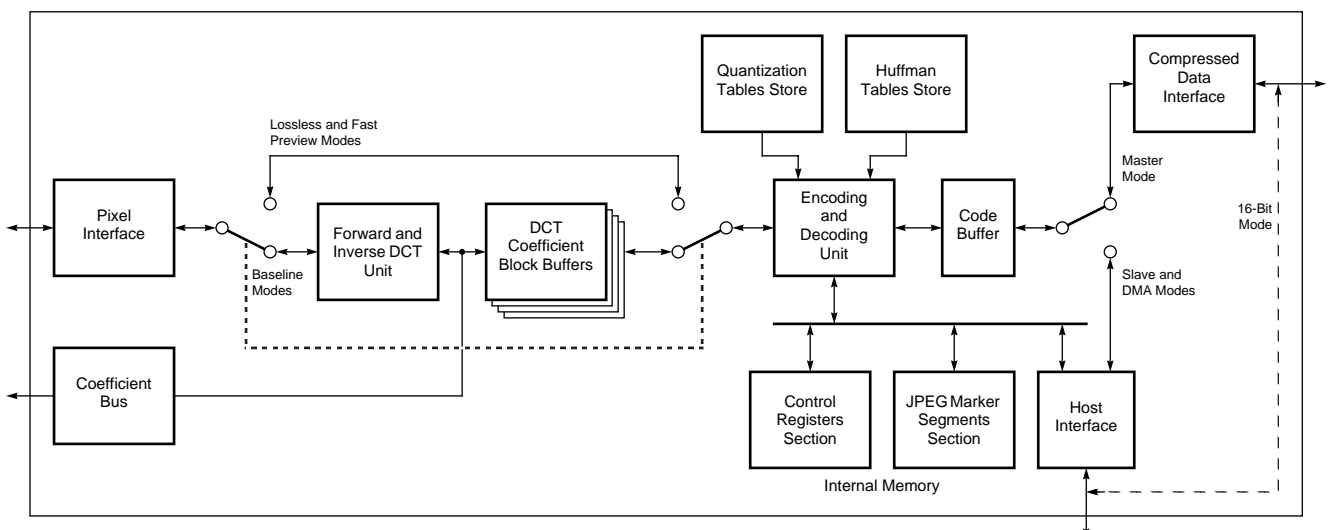 Quantization
Tables Store
Huffman
Tables Store
Compressed
Data
Interface
Lossless and Fast
Preview Modes
Master
Mode
Pixel
Interface
Baseline
Modes
Forward and
Inverse DCT
Unit
DCT
Coefficient
Block Buffers
Encoding
and
Decoding
Unit
Code
Buffer
16-Bit
Mode
Slave and
DMA Modes
Coefficient
Bus
Control
Registers
Section
JPEG Marker
Segments
Section
Host
Interface
Internal Memory